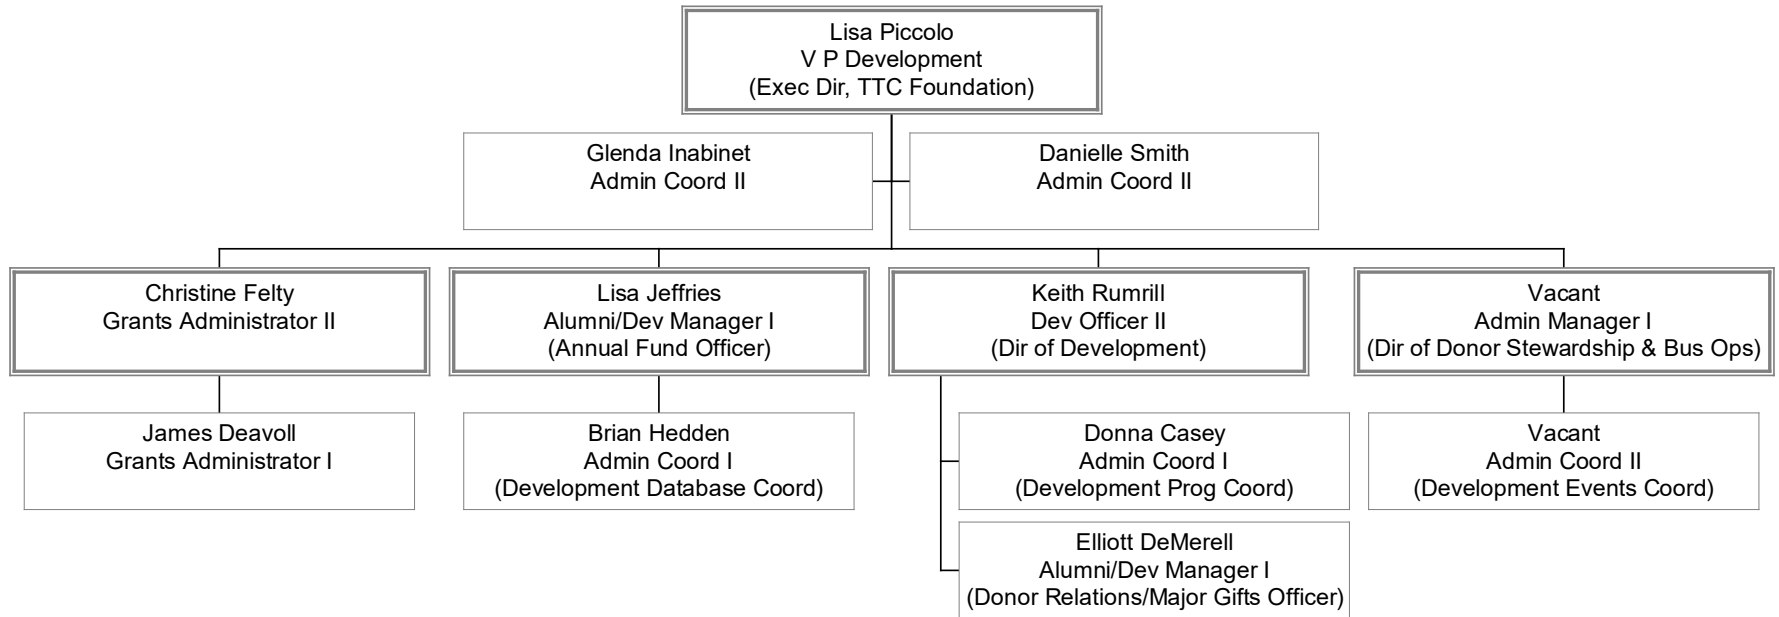 Lisa Piccolo
V P Development
(Exec Dir, TTC Foundation)
Glenda Inabinet
Admin Coord II
Danielle Smith
Admin Coord II
Christine Felty
Grants Administrator II
Lisa Jeffries
Alumni/Dev Manager I
(Annual Fund Officer)
Keith Rumrill
Dev Officer II
(Dir of Development)
Vacant
Admin Manager I
(Dir of Donor Stewardship & Bus Ops)
James Deavoll
Grants Administrator I
Brian Hedden
Admin Coord I
(Development Database Coord)
Donna Casey
Admin Coord I
(Development Prog Coord)
Vacant
Admin Coord II
(Development Events Coord)
Elliott DeMerell
Alumni/Dev Manager I
(Donor Relations/Major Gifts Officer)